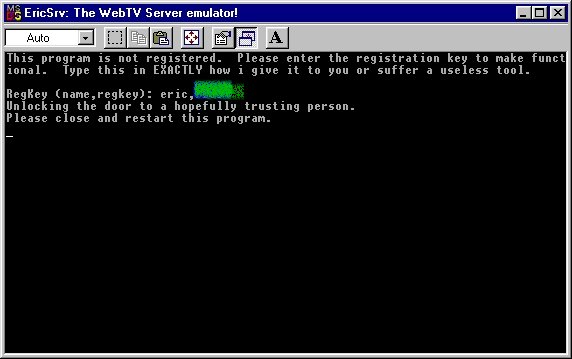 EricSrv: The WebTV Server emulator!
Auto
A
This program is not registered.  Please enter the registration key to make funct
ional.  Type this in EXACTLY how i give it to you or suffer a useless tool.
RegKey (name,regkey): eric,
Unlocking the door to a hopefully trusting person.
Please close and restart this program.